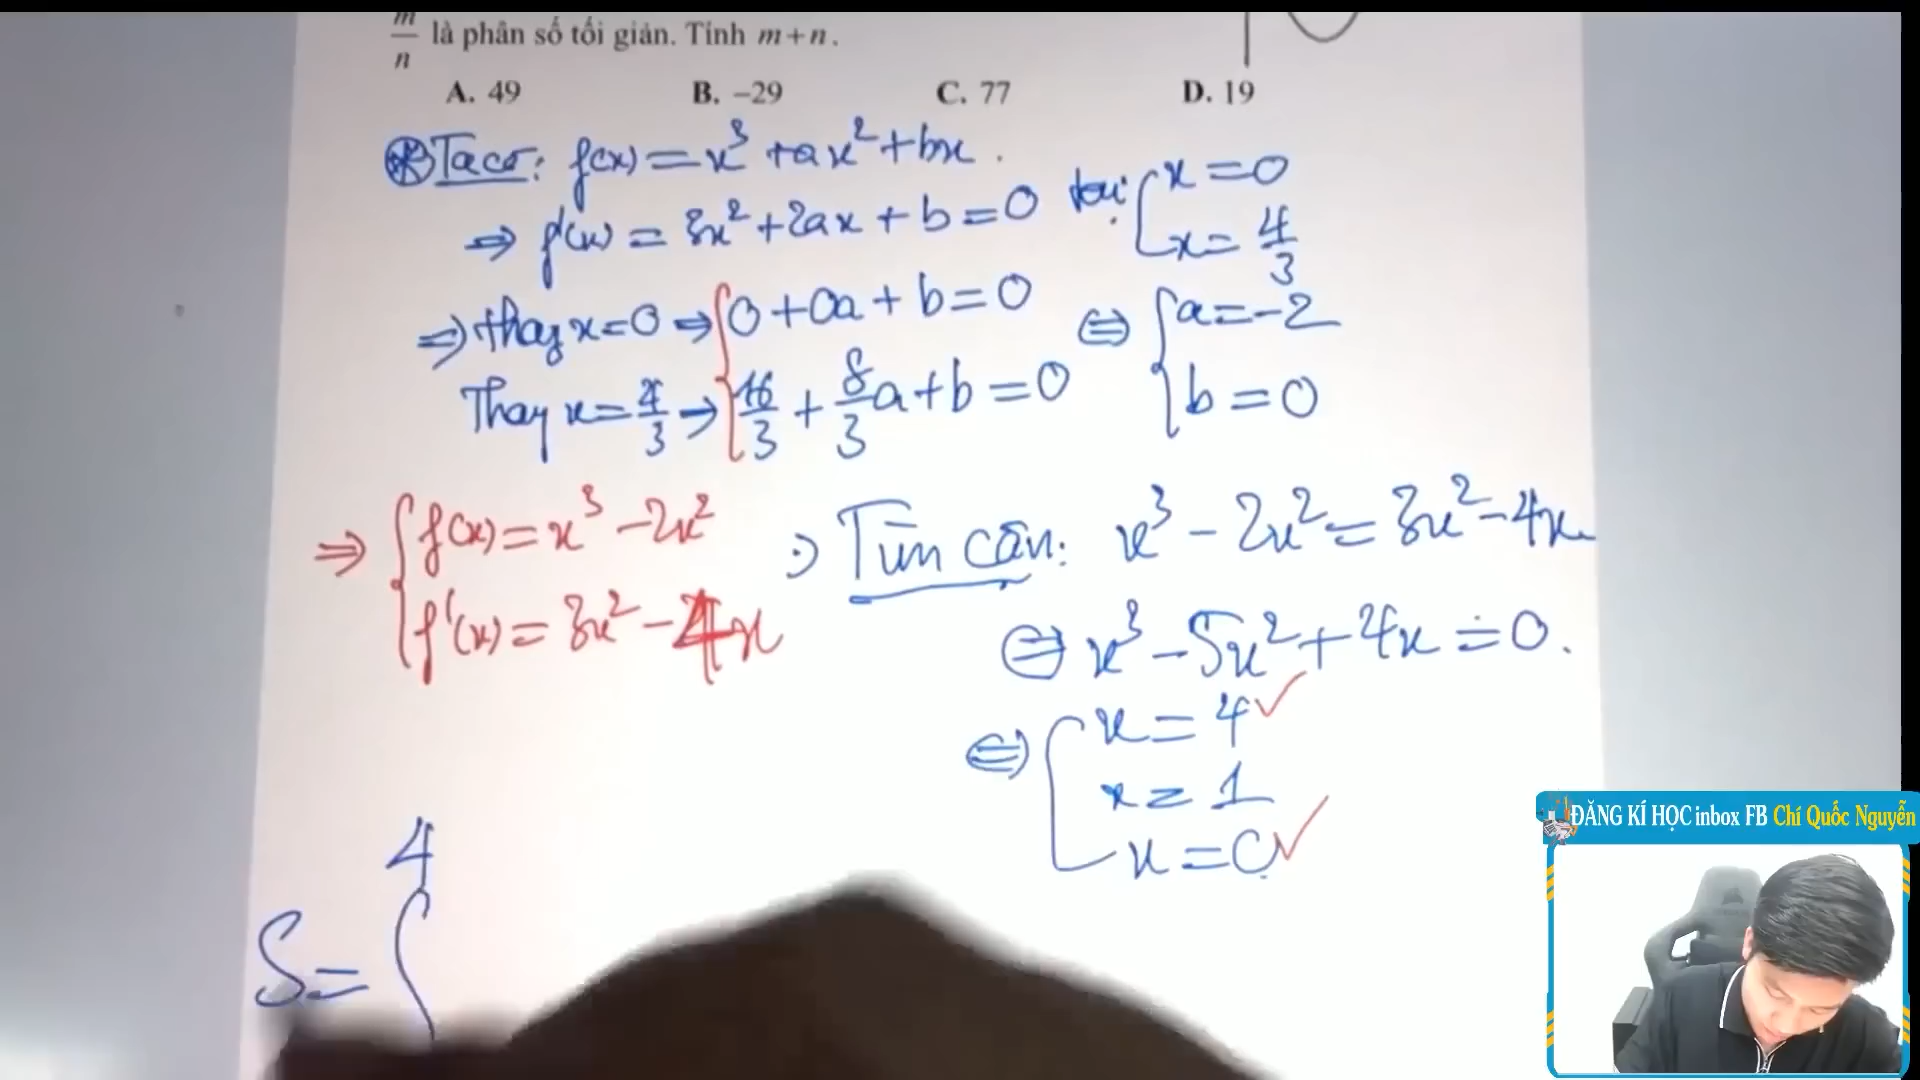 m/n là phân số tối giản. Tính m+n.
A. 49 B. –29 C. 77 D. 19
Ta có: f(x) = x³ + ax² + bx.
⇒ f'(x) = 3x² + 2ax + b = 0 tại [x = 0
x = 4/3
⇒ thay x = 0 ⇒ {0 + 0a + b = 0 ⇔ {a = -2
Thay x = 4/3 → 16/3 + 8/3 a + b = 0 b = 0
⇒ {f(x) = x³ - 2x²
f'(x) = 3x² - 4x
Tìm cận: x³ - 2x² = 3x² - 4x
⇔ x³ - 5x² + 4x = 0.
⇔ [x = 4 ✓
x = 1
x = 0 ✓
4
S = ∫
ĐĂNG KÍ HỌC inbox FB Chí Quốc Nguyễn